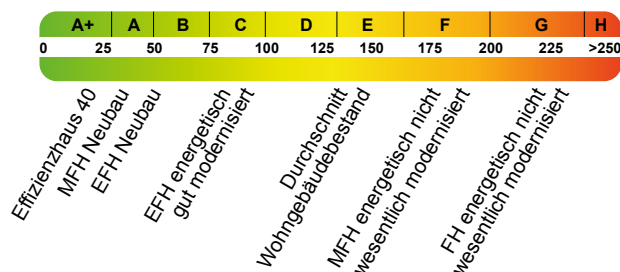 A+ A B C D E F G H
0 25 50 75 100 125 150 175 200 225 >250
Effizienzhaus 40
MFH Neubau
EFH Neubau
EFH energetisch
gut modernisiert
Durchschnitt
Wohngebäudebestand
MFH energetisch nicht
wesentlich modernisiert
FH energetisch nicht
wesentlich modernisiert